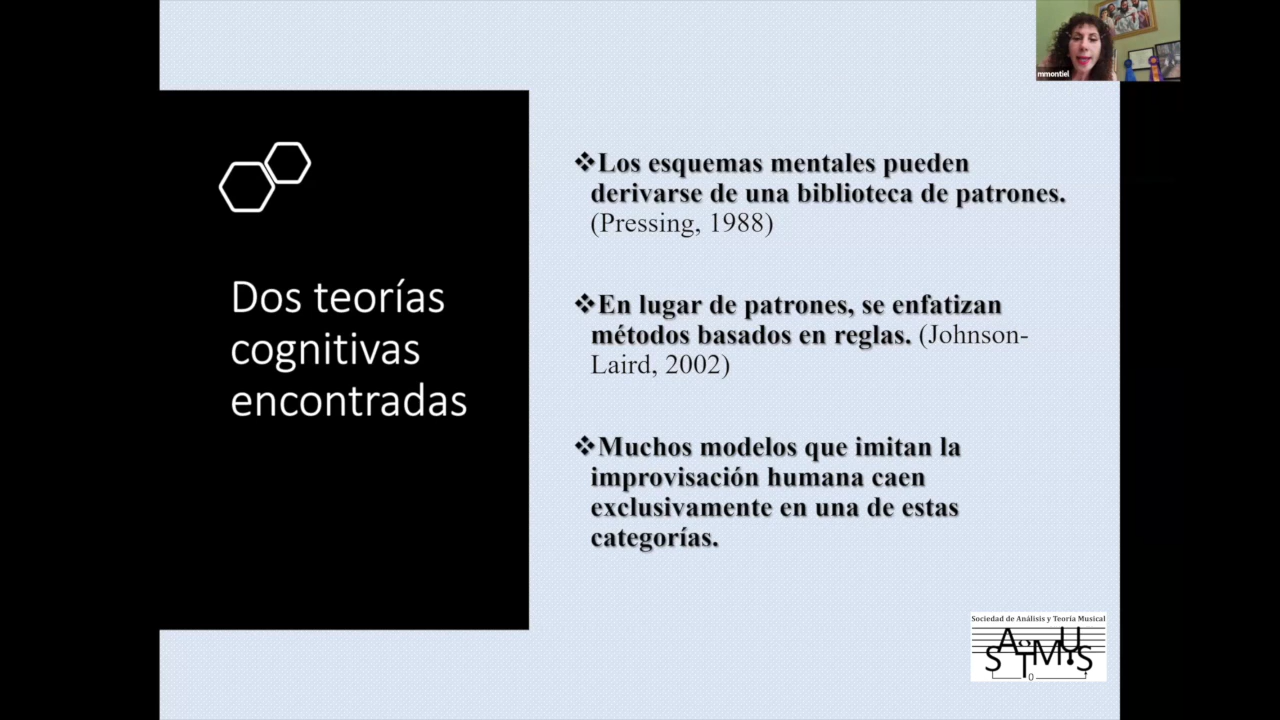 mmontiel
Dos teorías
cognitivas
encontradas
❖Los esquemas mentales pueden
derivarse de una biblioteca de patrones.
(Pressing, 1988)
❖En lugar de patrones, se enfatizan
métodos basados en reglas. (Johnson-
Laird, 2002)
❖Muchos modelos que imitan la
improvisación humana caen
exclusivamente en una de estas
categorías.
Sociedad de Análisis y Teoría Musical
SATMUS
0